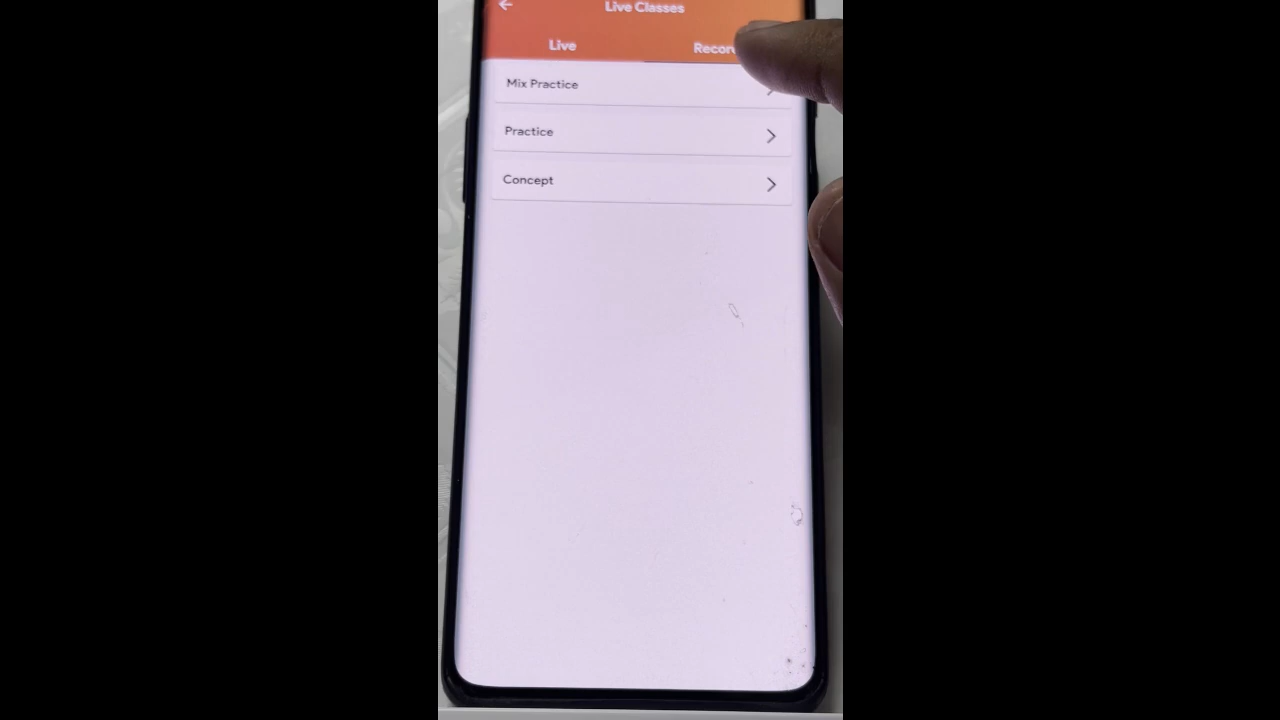 Live Classes
Live
Mix Practice
Practice
Concept